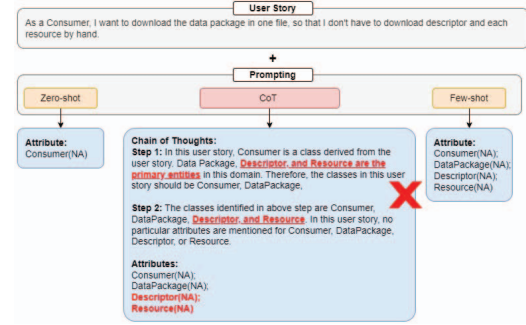 User Story
As a Consumer, I want to download the data package in one file, so that I don't have to download descriptor and each
resource by hand.
+
Prompting
Zero-shot
CoT
Few-shot
Attribute:
Consumer(NA)
Chain of Thoughts:
Step 1: In this user story, Consumer is a class derived from the
user story. Data Package, Descriptor, and Resource are the
primary entities in this domain. Therefore, the classes in this user
story should be Consumer, DataPackage,
Step 2: The classes identified in above step are Consumer,
DataPackage, Descriptor, and Resource. In this user story, no
particular attributes are mentioned for Consumer, DataPackage,
Descriptor, or Resource.
Attributes:
Consumer(NA);
DataPackage(NA);
Descriptor(NA);
Resource(NA)
Attribute:
Consumer(NA);
DataPackage(NA);
Descriptor(NA);
Resource(NA)